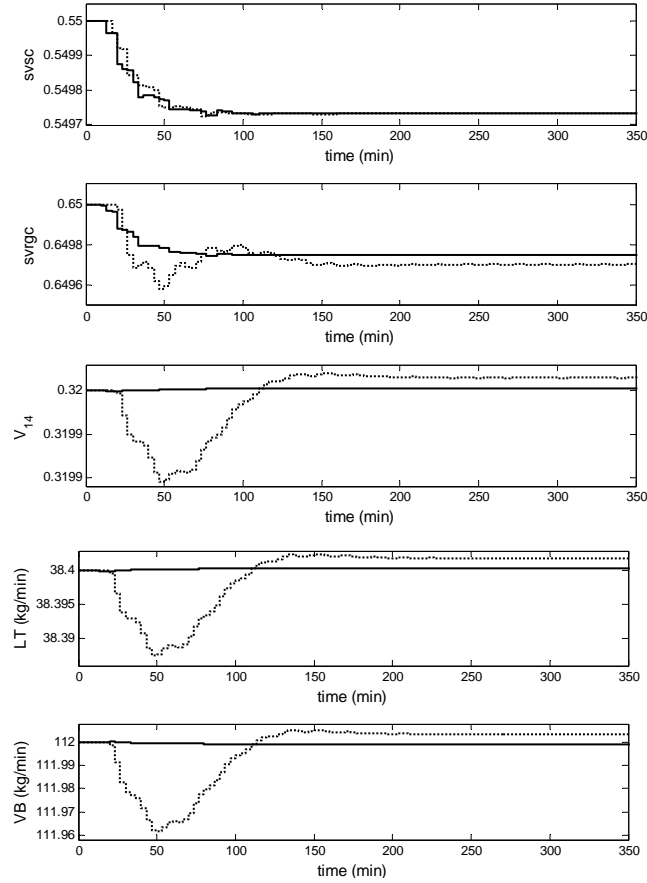 svsc
0.55
0.5499
0.5498
0.5497
0 50 100 150 200 250 300 350
time (min)
svrgc
0.65
0.6498
0.6496
0 50 100 150 200 250 300 350
time (min)
V14
0.32
0.3199
0.3199
0 50 100 150 200 250 300 350
time (min)
LT (kg/min)
38.4
38.395
38.39
0 50 100 150 200 250 300 350
time (min)
VB (kg/min)
112
111.99
111.98
111.97
111.96
0 50 100 150 200 250 300 350
time (min)